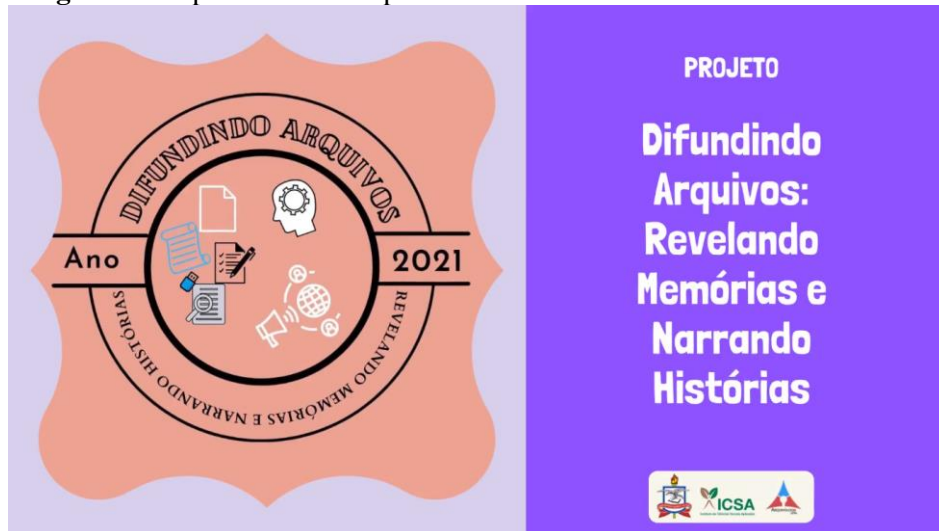 DIFUNDINDO ARQUIVOS
Ano
2021
REVELANDO MEMÓRIAS E NARRANDO HISTÓRIAS
PROJETO
Difundindo
Arquivos:
Revelando
Memórias e
Narrando
Histórias
ICSA